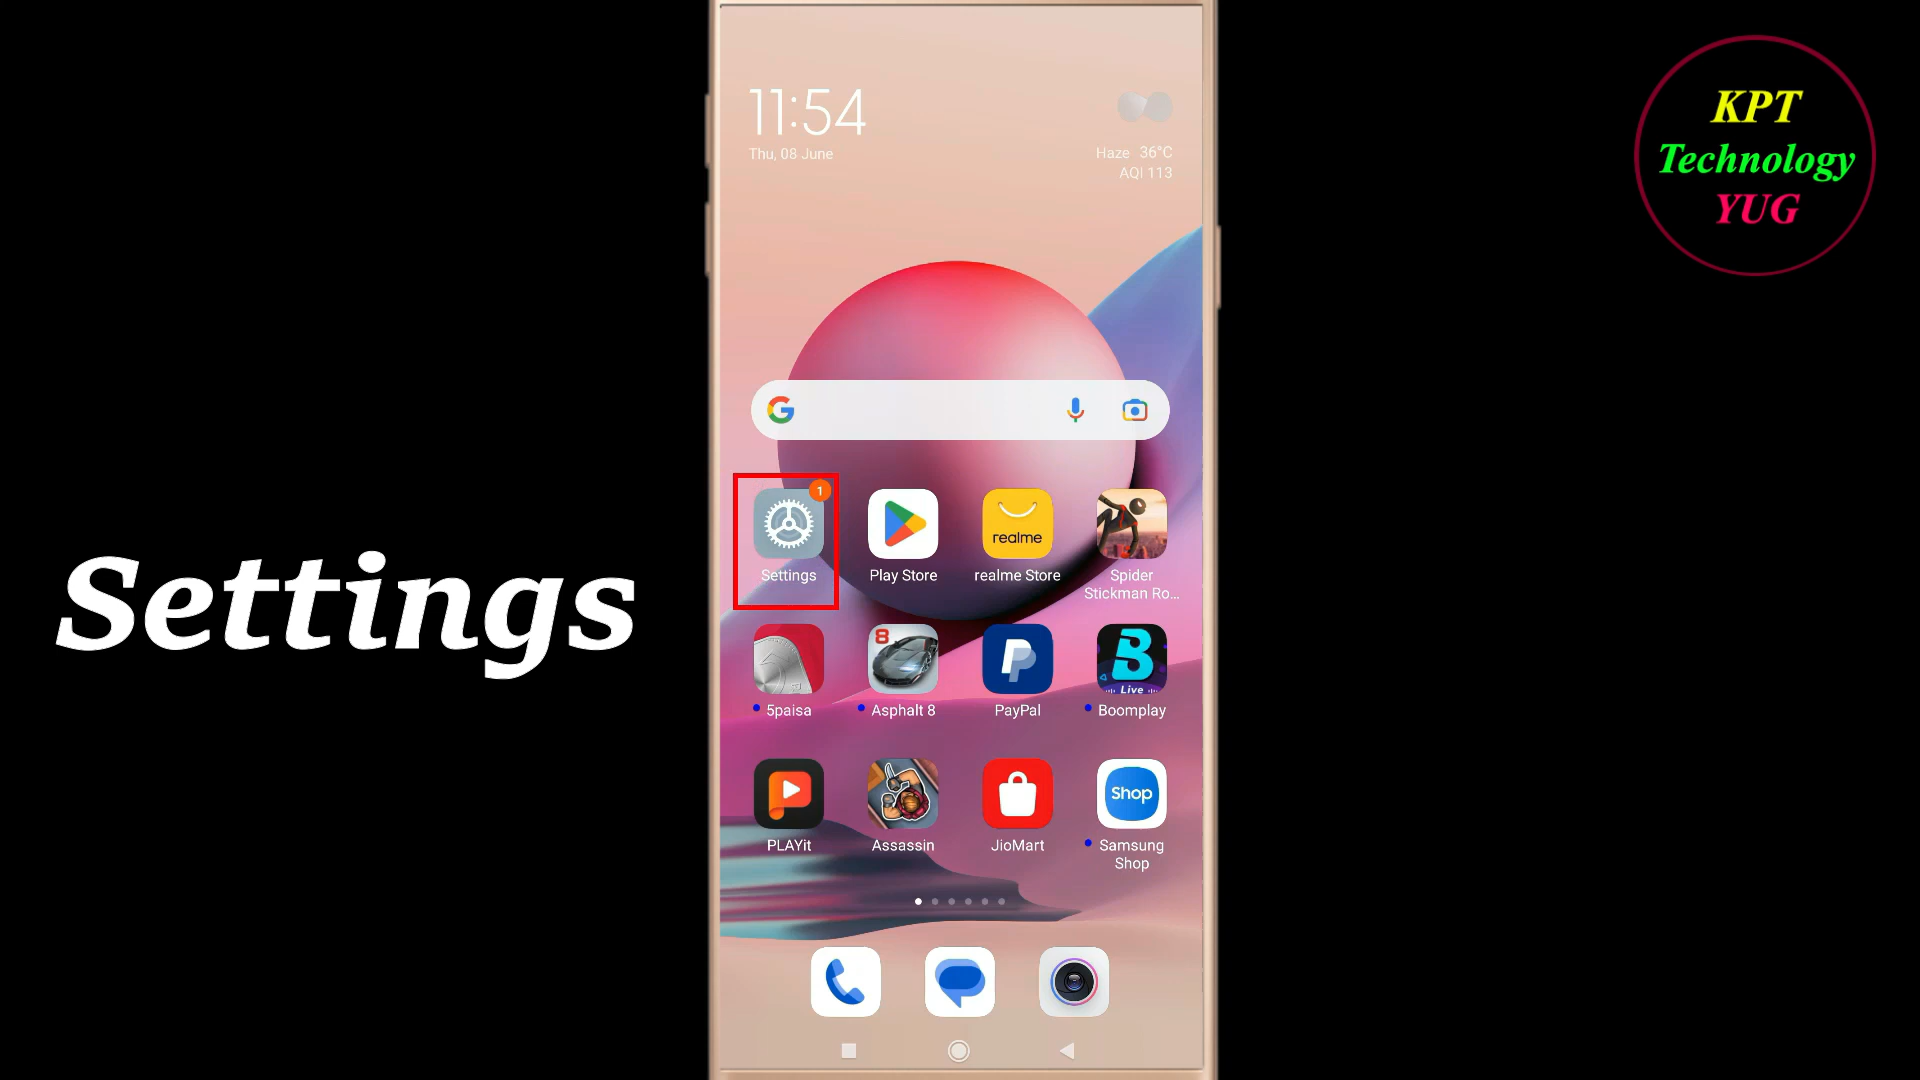 11:54
Thu, 08 June
Haze 36°C
AQI 113
KPT
Technology
YUG
Settings
1
realme
Settings
Play Store
realme Store
Spider
Stickman Ro...
8
Live
5paisa
Asphalt 8
PayPal
Boomplay
Shop
PLAYit
Assassin
JioMart
Samsung
Shop